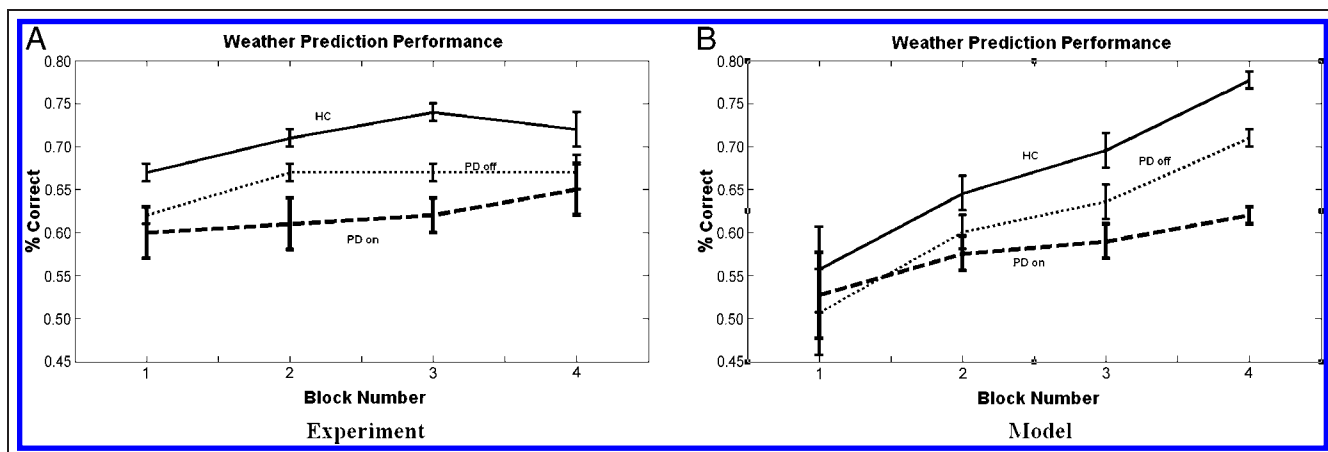 A
Weather Prediction Performance
0.80
0.75
0.70
0.65
0.60
0.55
0.50
0.45
% Correct
HC
PD off
PD on
1 2 3 4
Block Number
Experiment
B
Weather Prediction Performance
0.80
0.75
0.70
0.65
0.60
0.55
0.50
0.45
% Correct
HC
PD off
PD on
1 2 3 4
Block Number
Model